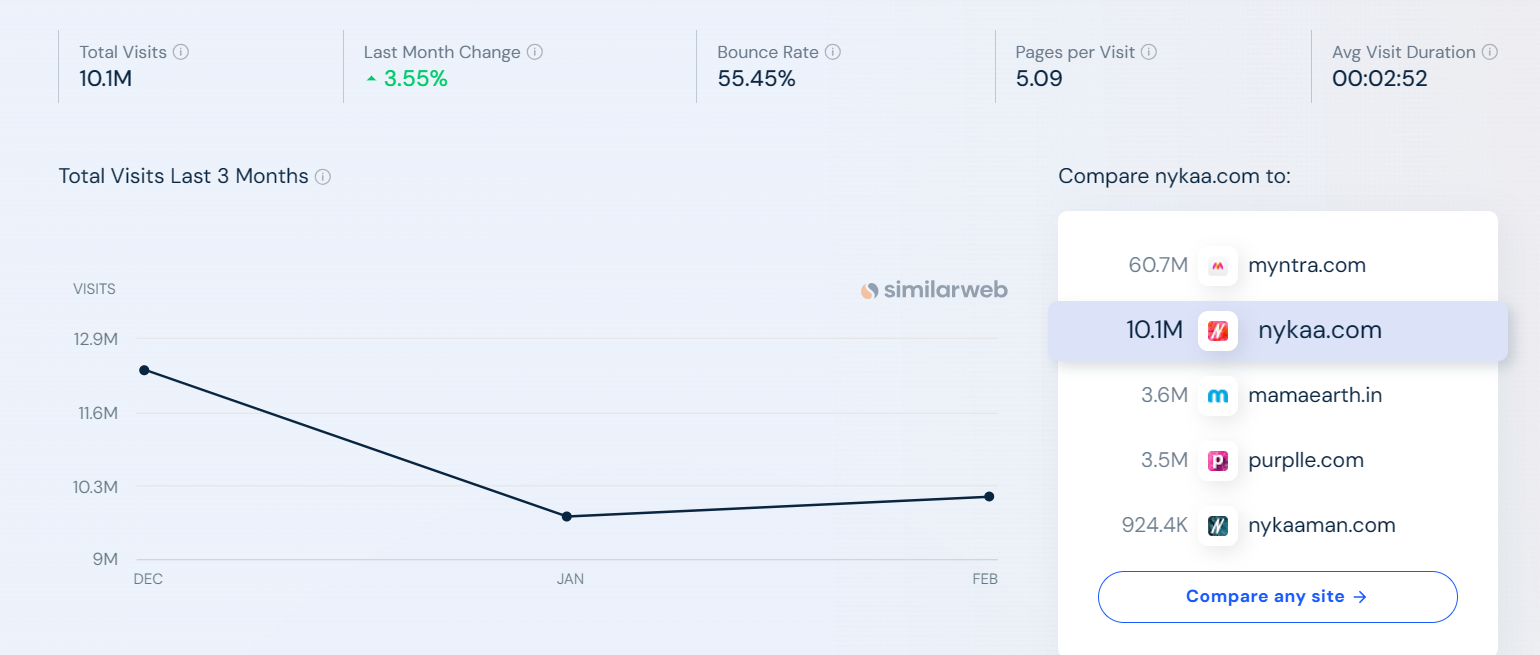 Total Visits
10.1M
Last Month Change
3.55%
Bounce Rate
55.45%
Pages per Visit
5.09
Avg Visit Duration
00:02:52
Total Visits Last 3 Months
VISITS
similarweb
12.9M
11.6M
10.3M
9M
DEC JAN FEB
Compare nykaa.com to:
60.7M myntra.com
10.1M nykaa.com
3.6M mamaearth.in
3.5M purplle.com
924.4K nykaaman.com
Compare any site →